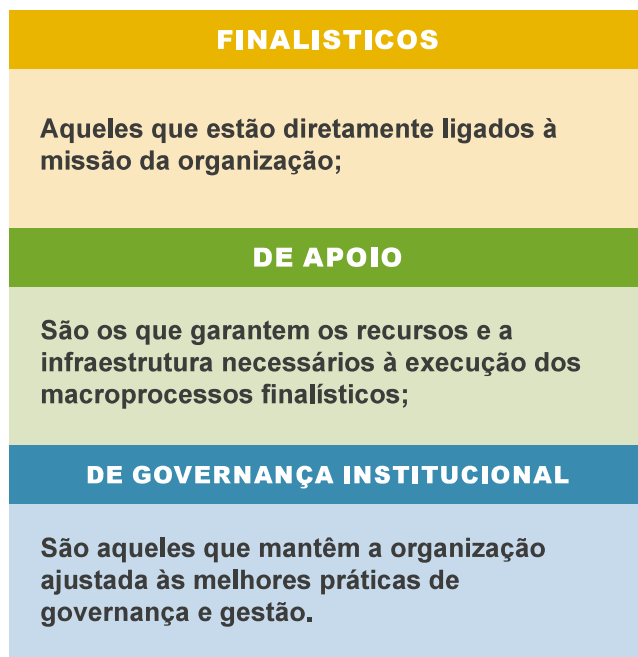 FINALISTICOS
Aqueles que estão diretamente ligados à
missão da organização;
DE APOIO
São os que garantem os recursos e a
infraestrutura necessários à execução dos
macroprocessos finalísticos;
DE GOVERNANÇA INSTITUCIONAL
São aqueles que mantêm a organização
ajustada às melhores práticas de
governança e gestão.